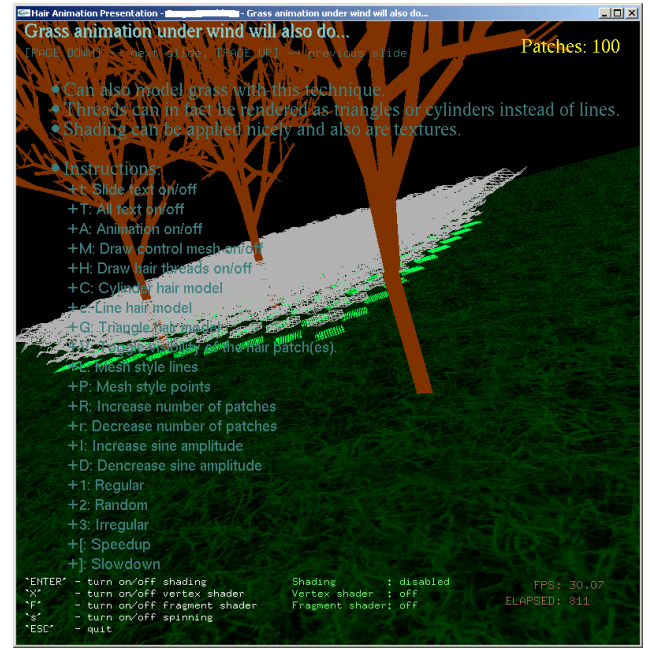 Hair Animation Presentation - - Grass animation under wind will also do...
Grass animation under wind will also do...
[PAGE DOWN] -- next slide, [PAGE UP] -- previous slide
Patches: 100
• Can also model grass with this technique.
• Threads can in fact be rendered as triangles or cylinders instead of lines.
• Shading can be applied nicely and also are textures.
• Instructions:
+t: Slide text on/off
+T: All text on/off
+A: Animation on/off
+M: Draw control mesh on/off
+H: Draw hair threads on/off
+C: Cylinder hair model
+c: Line hair model
+G: Triangle hair model
of the hair patch(es).
+L: Mesh style lines
+P: Mesh style points
+R: Increase number of patches
+r: Decrease number of patches
+I: Increase sine amplitude
+D: Dencrease sine amplitude
+1: Regular
+2: Random
+3: Irregular
+[: Speedup
+]: Slowdown
`ENTER' - turn on/off shading Shading : disabled
`X' - turn on/off vertex shader Vertex shader : off
`F' - turn on/off fragment shader Fragment shader: off
`s' - turn on/off spinning
`ESC' - quit
FPS: 30.07
ELAPSED: 811